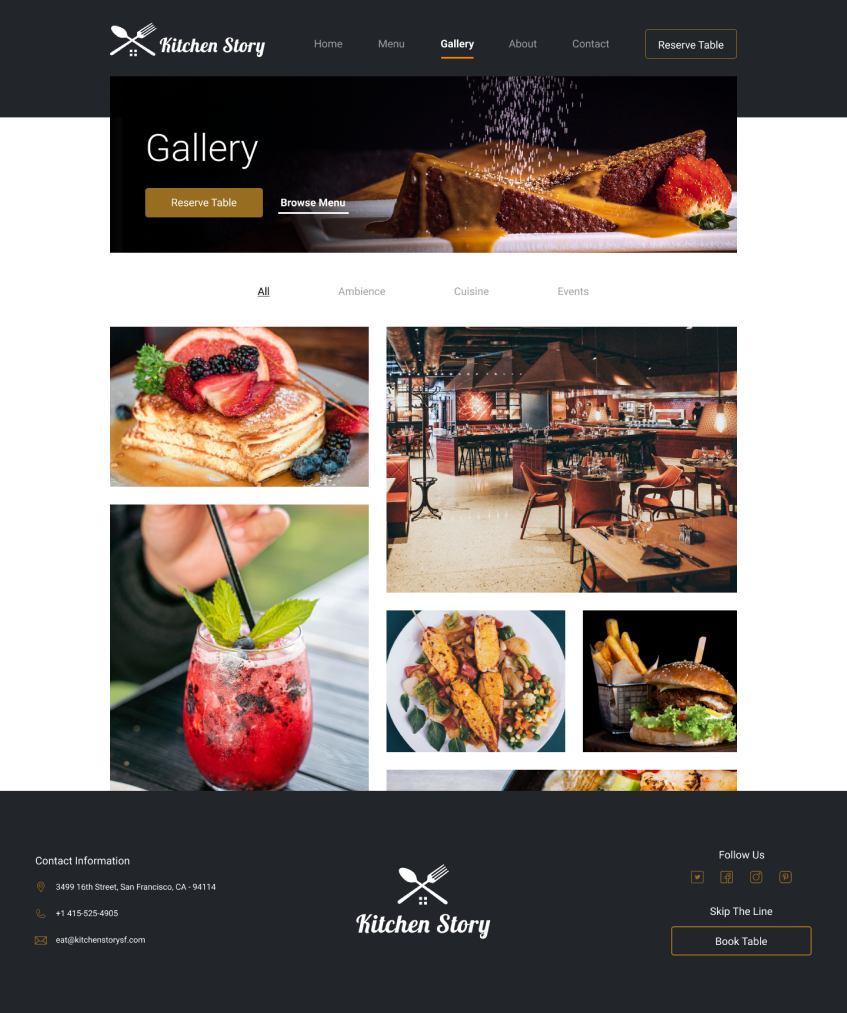 Kitchen Story
Home
Menu
Gallery
About
Contact
Reserve Table
Gallery
Reserve Table
Browse Menu
All
Ambience
Cuisine
Events
Contact Information
3499 16th Street, San Francisco, CA - 94114
+1 415-525-4905
eat@kitchenstorysf.com
Kitchen Story
Follow Us
Skip The Line
Book Table